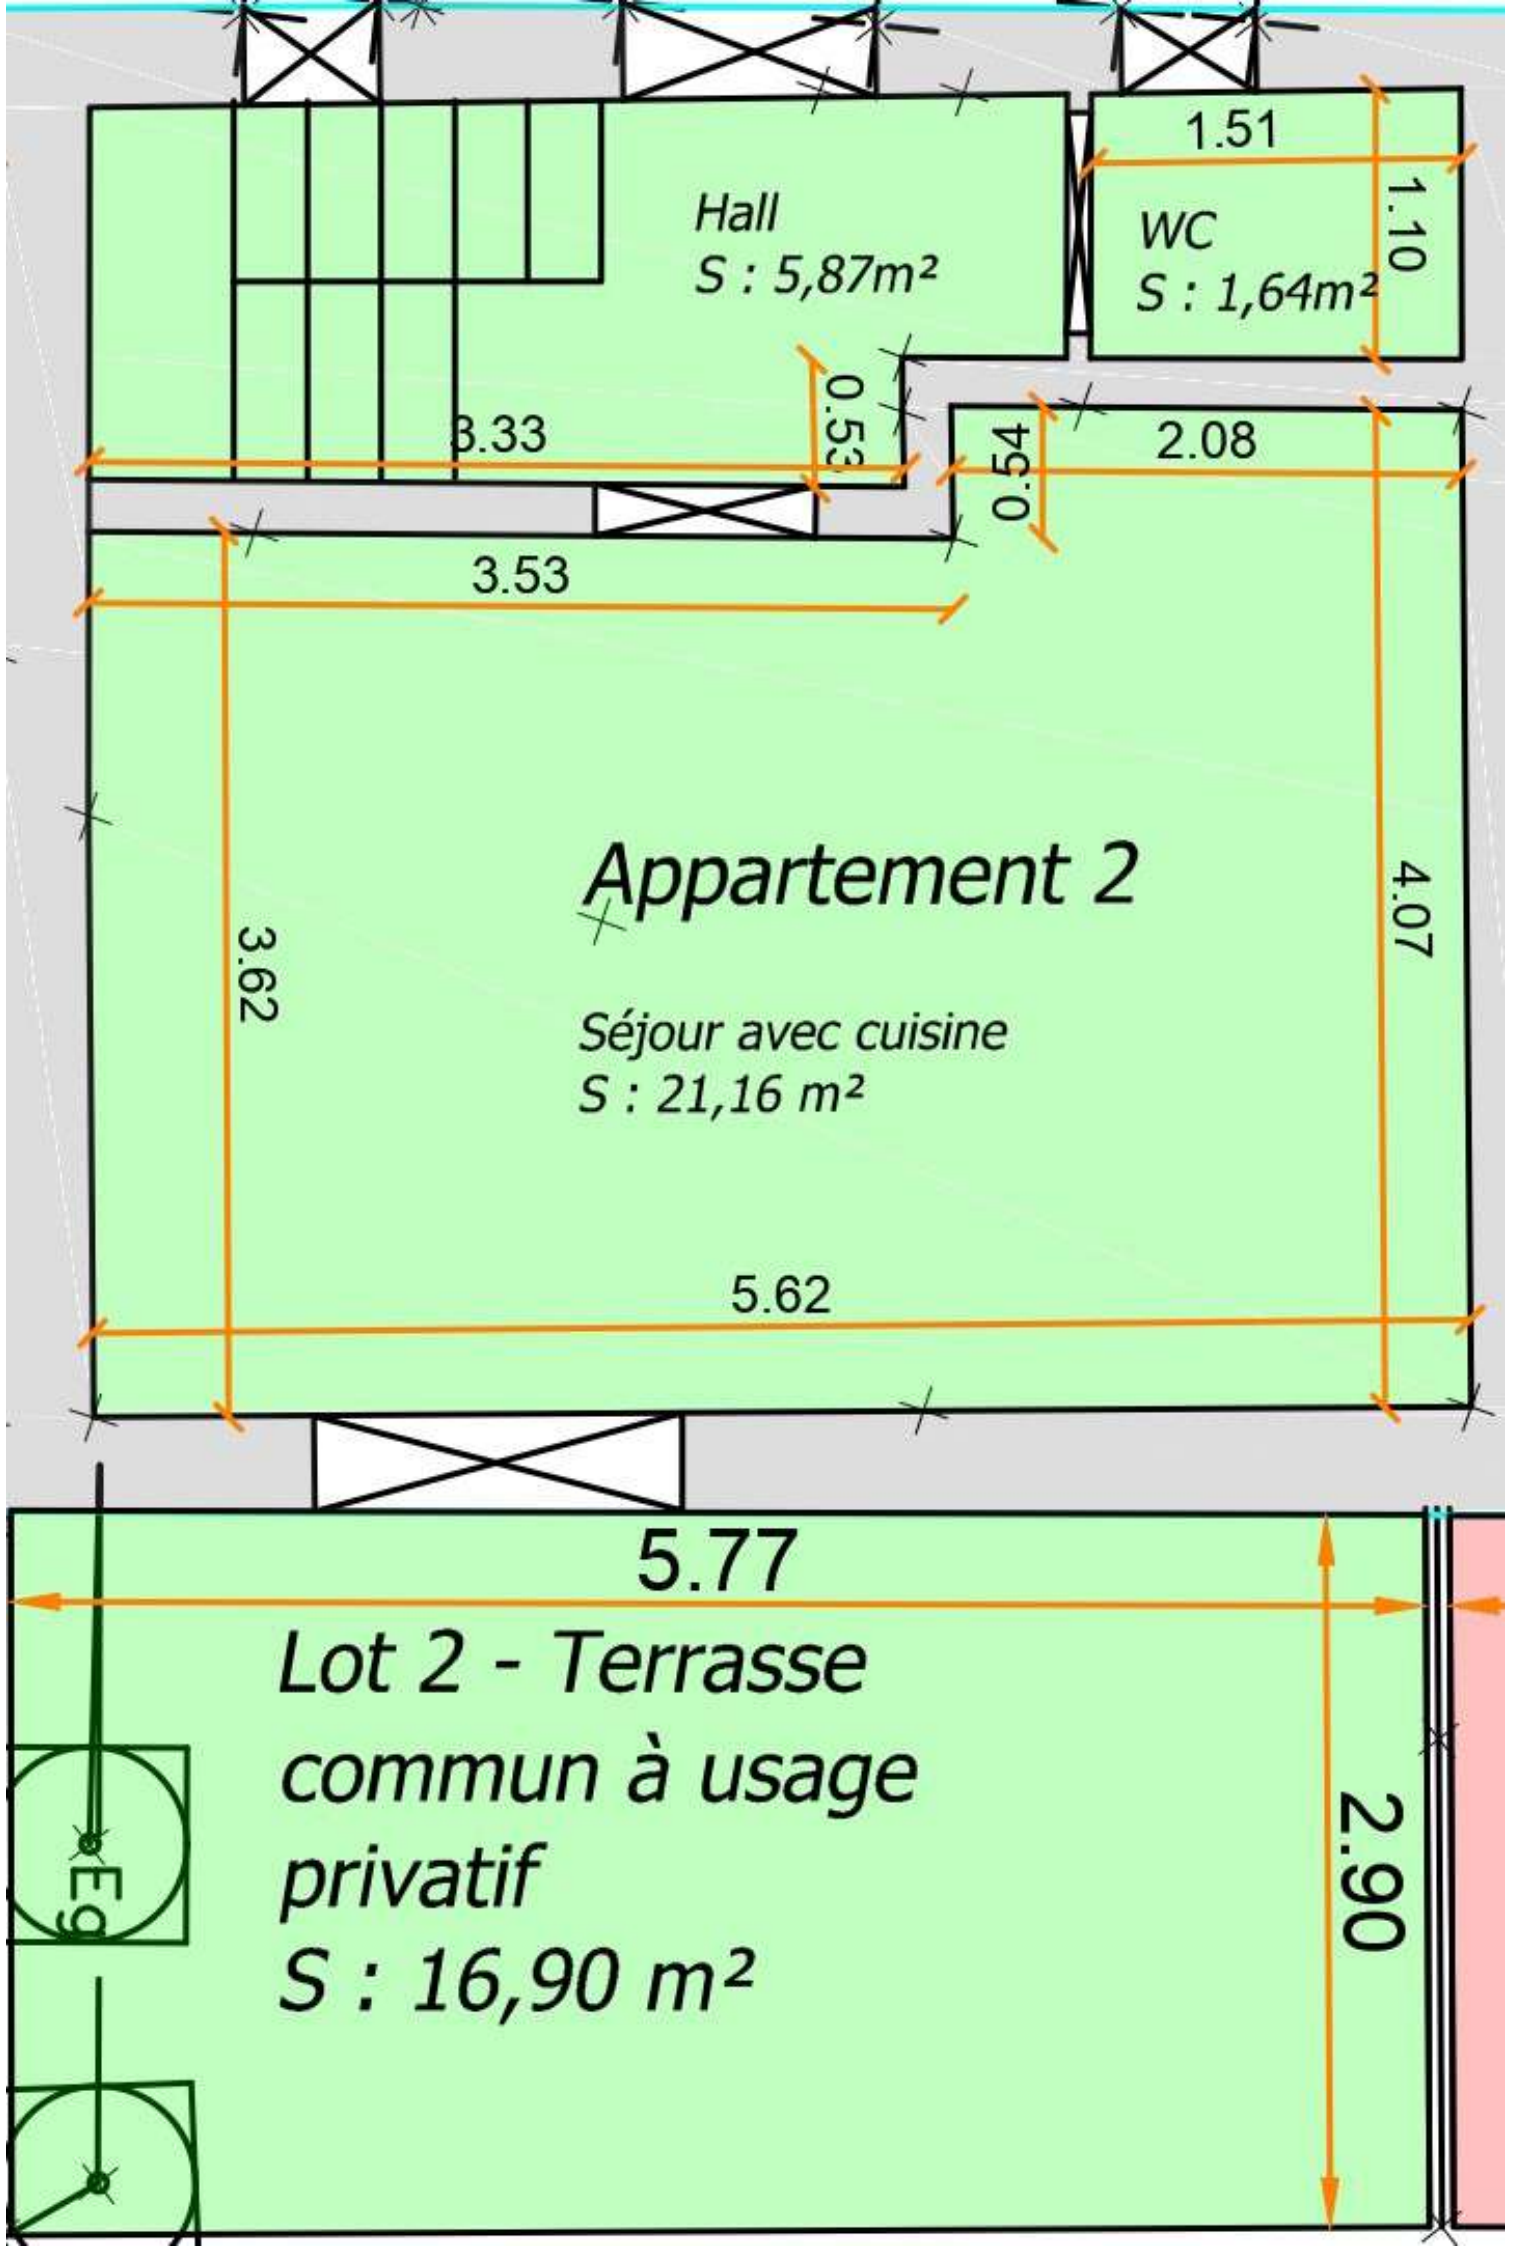 1.51
1.10
Hall
S : 5,87m²
WC
S : 1,64m²
0.53
3.33
0.54
2.08
3.53
Appartement 2
4.07
3.62
Séjour avec cuisine
S : 21,16 m²
5.62
5.77
Lot 2 - Terrasse
commun à usage
privatif
S : 16,90 m²
2.90
Eg